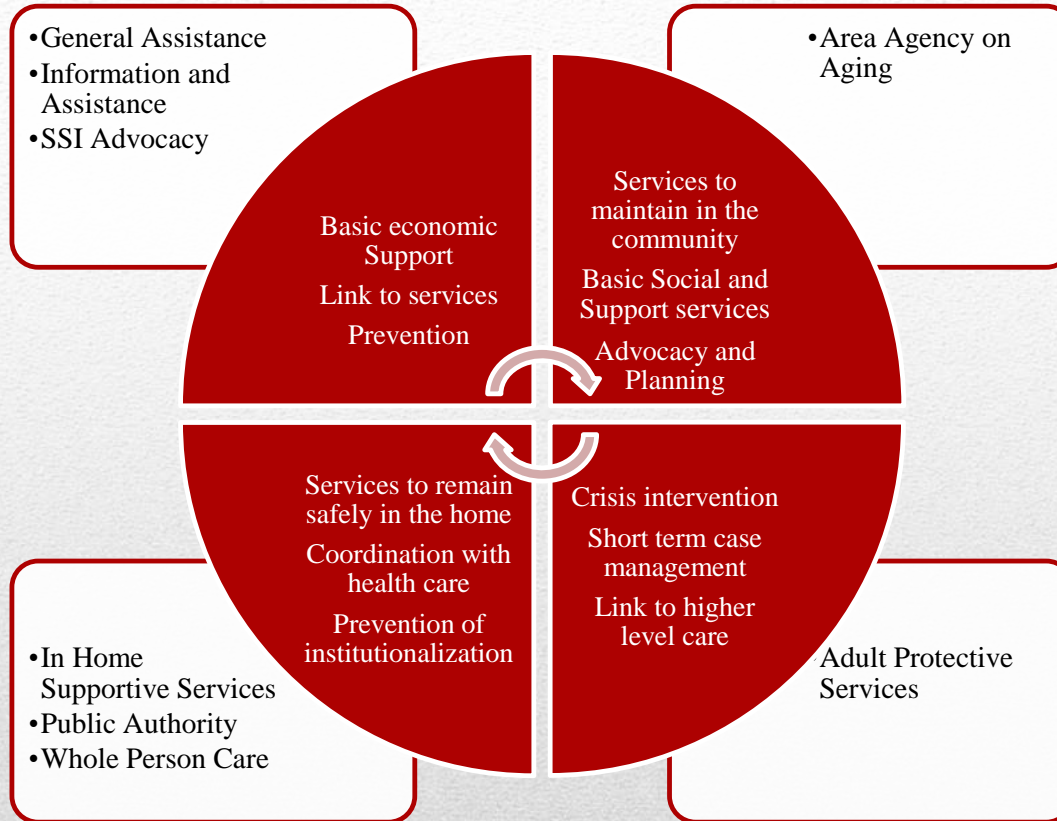 •General Assistance
•Information and
Assistance
•SSI Advocacy
•Area Agency on
Aging
Basic economic
Support
Link to services
Prevention
Services to
maintain in the
community
Basic Social and
Support services
Advocacy and
Planning
Services to remain
safely in the home
Coordination with
health care
Prevention of
institutionalization
Crisis intervention
Short term case
management
Link to higher
level care
•In Home
Supportive Services
•Public Authority
•Whole Person Care
•Adult Protective
Services